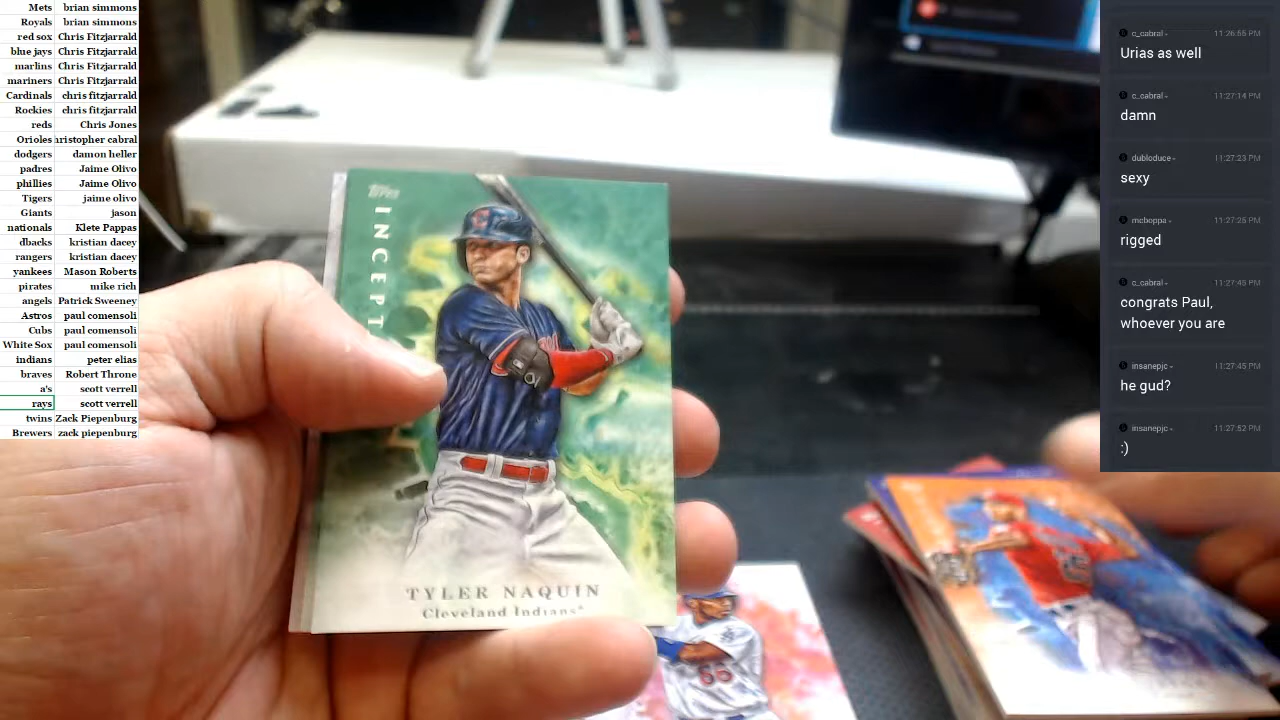 Mets brian simmons
Royals brian simmons
red sox Chris Fitzjarrald
blue jays Chris Fitzjarrald
marlins Chris Fitzjarrald
mariners Chris Fitzjarrald
Cardinals chris fitzjarrald
Rockies chris fitzjarrald
reds Chris Jones
Orioles hristopher cabral
dodgers damon heller
padres Jaime Olivo
phillies Jaime Olivo
Tigers jaime olivo
Giants jason
nationals Klete Pappas
dbacks kristian dacey
rangers kristian dacey
yankees Mason Roberts
pirates mike rich
angels Patrick Sweeney
Astros paul comensoli
Cubs paul comensoli
White Sox paul comensoli
indians peter elias
braves Robert Throne
a's scott verrell
rays scott verrell
twins Zack Piepenburg
Brewers zack piepenburg
Topps
INCEPT
TYLER NAQUIN
Cleveland Indians
66
c_cabral 11:26:55 PM
Urias as well
c_cabral 11:27:14 PM
damn
dubloduce 11:27:23 PM
sexy
mcboppa 11:27:25 PM
rigged
c_cabral 11:27:45 PM
congrats Paul,
whoever you are
insanepjc 11:27:45 PM
he gud?
insanepjc 11:27:52 PM
:)